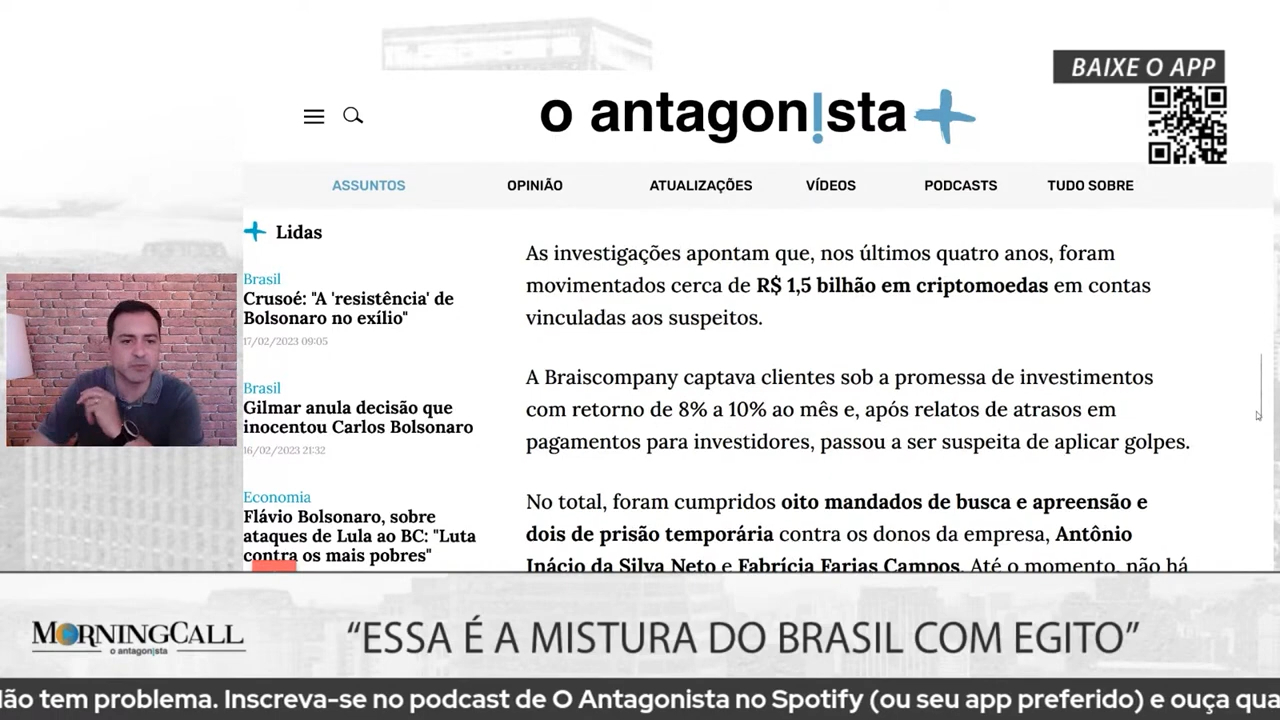 BAIXE O APP
o antagon!sta+
ASSUNTOS OPINIÃO ATUALIZAÇÕES VÍDEOS PODCASTS TUDO SOBRE
+ Lidas
Brasil
Crusoé: "A 'resistência' de
Bolsonaro no exílio"
17/02/2023 09:05
Brasil
Gilmar anula decisão que
inocentou Carlos Bolsonaro
16/02/2023 21:32
Economia
Flávio Bolsonaro, sobre
ataques de Lula ao BC: "Luta
contra os mais pobres"
As investigações apontam que, nos últimos quatro anos, foram
movimentados cerca de R$ 1,5 bilhão em criptomoedas em contas
vinculadas aos suspeitos.
A Braiscompany captava clientes sob a promessa de investimentos
com retorno de 8% a 10% ao mês e, após relatos de atrasos em
pagamentos para investidores, passou a ser suspeita de aplicar golpes.
No total, foram cumpridos oito mandados de busca e apreensão e
dois de prisão temporária contra os donos da empresa, Antônio
Inácio da Silva Neto e Fabrícia Farias Campos. Até o momento, não há
MORNINGCALL
o antagon!sta
“ESSA É A MISTURA DO BRASIL COM EGITO”
Não tem problema. Inscreva-se no podcast de O Antagonista no Spotify (ou seu app preferido) e ouça qua